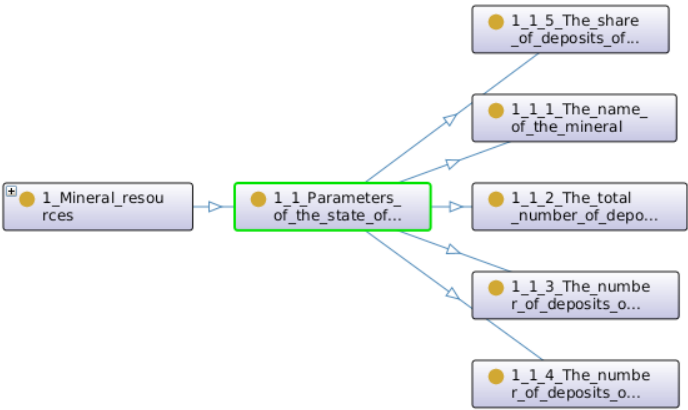 1_1_5_The_share
_of_deposits_of...
1_1_1_The_name_
of_the_mineral
1_Mineral_resou
rces
1_1_Parameters_
of_the_state_of...
1_1_2_The_total
_number_of_depo...
1_1_3_The_numbe
r_of_deposits_o...
1_1_4_The_numbe
r_of_deposits_o...